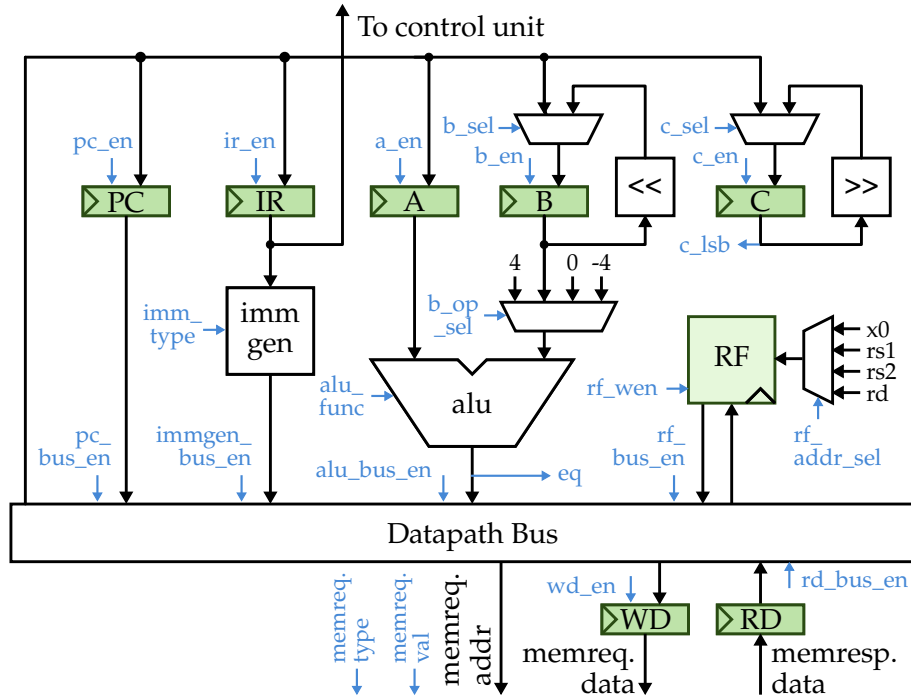 To control unit
pc_en
ir_en
a_en
b_sel
b_en
c_sel
c_en
PC
IR
A
B
<<
C
>>
c_lsb
4
0
-4
imm_
type
imm
gen
b_op
_sel
alu_
func
alu
rf_wen
RF
x0
rs1
rs2
rd
rf_
addr_sel
pc_
bus_en
immgen_
bus_en
alu_bus_en
eq
rf_
bus_en
Datapath Bus
memreq.
type
memreq.
val
memreq.
addr
wd_en
rd_bus_en
WD
RD
memreq.
data
memresp.
data